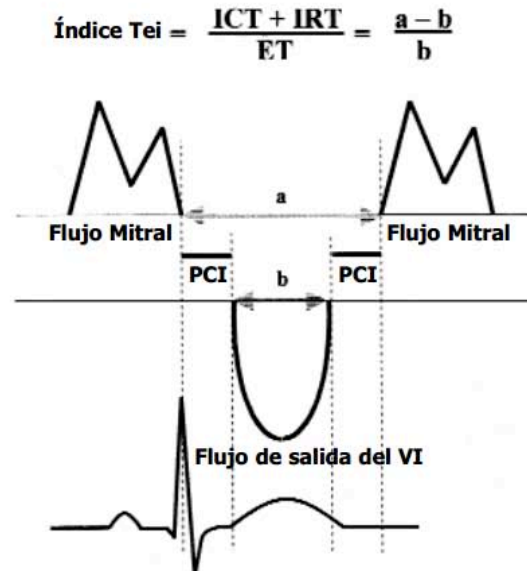 Índice Tei = ICT + IRT / ET = a – b / b
a
Flujo Mitral Flujo Mitral
PCI PCI
b
Flujo de salida del VI